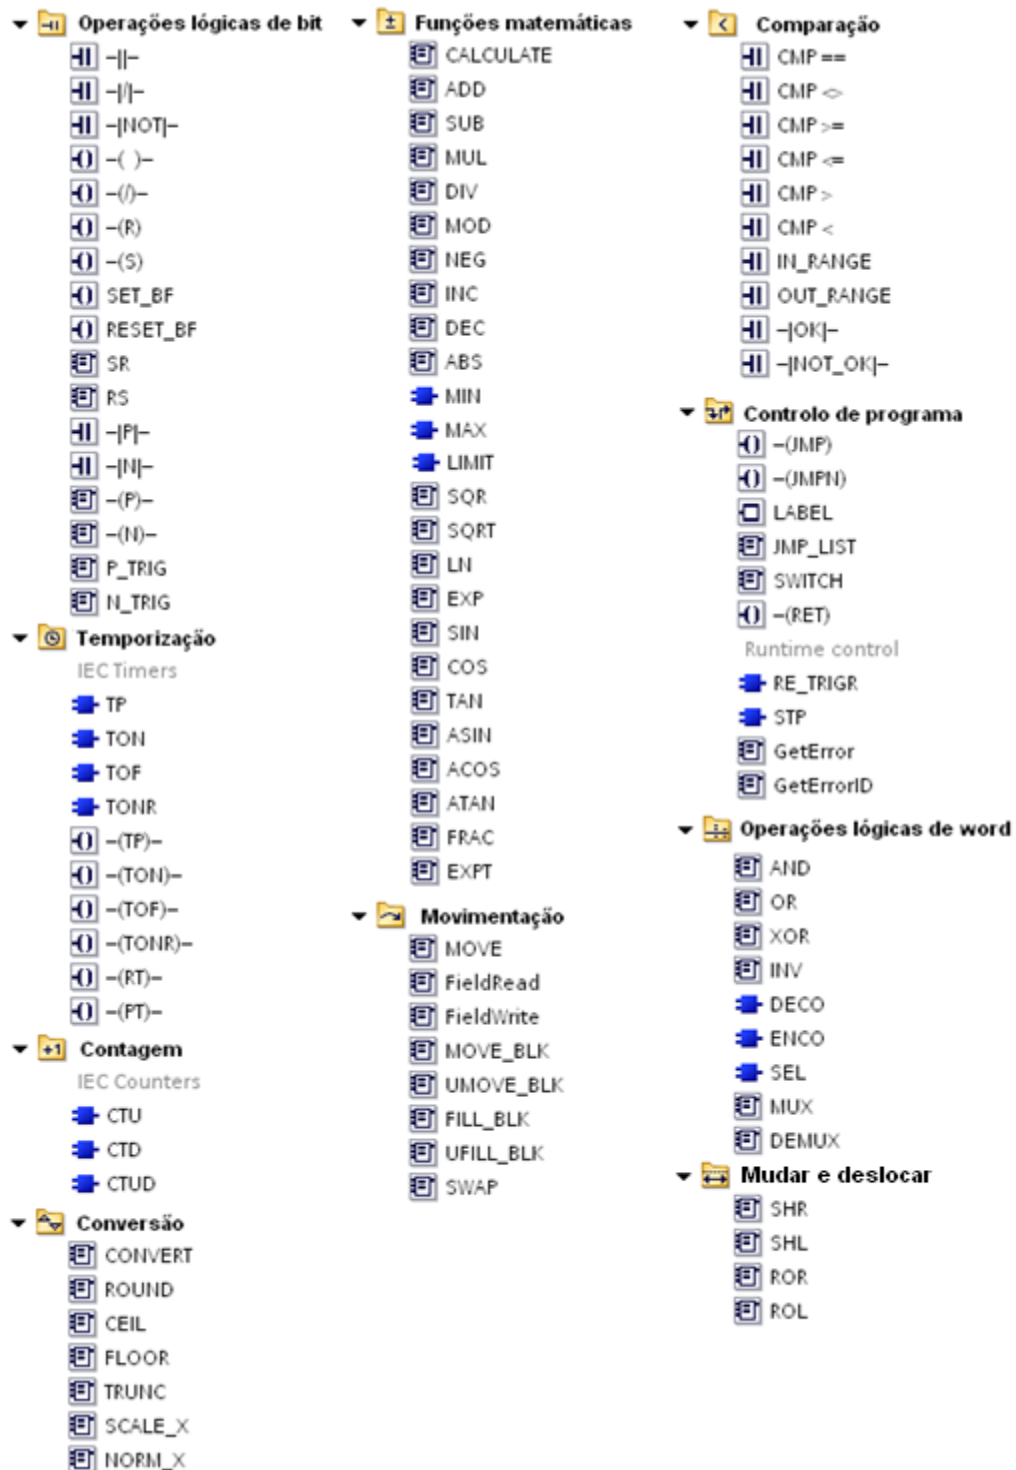 Operações lógicas de bit
-||-
-|/|-
-|NOT|-
-( )-
-(/)-
-(R)
-(S)
SET_BF
RESET_BF
SR
RS
-|P|-
-|N|-
-(P)-
-(N)-
P_TRIG
N_TRIG
Temporização
IEC Timers
TP
TON
TOF
TONR
-(TP)-
-(TON)-
-(TOF)-
-(TONR)-
-(RT)-
-(PT)-
Contagem
IEC Counters
CTU
CTD
CTUD
Conversão
CONVERT
ROUND
CEIL
FLOOR
TRUNC
SCALE_X
NORM_X
Funções matemáticas
CALCULATE
ADD
SUB
MUL
DIV
MOD
NEG
INC
DEC
ABS
MIN
MAX
LIMIT
SQR
SQRT
LN
EXP
SIN
COS
TAN
ASIN
ACOS
ATAN
FRAC
EXPT
Movimentação
MOVE
FieldRead
FieldWrite
MOVE_BLK
UMOVE_BLK
FILL_BLK
UFILL_BLK
SWAP
Comparação
CMP ==
CMP <>
CMP >=
CMP <=
CMP >
CMP <
IN_RANGE
OUT_RANGE
-|OK|-
-|NOT_OK|-
Controlo de programa
-(JMP)
-(JMPN)
LABEL
JMP_LIST
SWITCH
-(RET)
Runtime control
RE_TRIGR
STP
GetError
GetErrorID
Operações lógicas de word
AND
OR
XOR
INV
DECO
ENCO
SEL
MUX
DEMUX
Mudar e deslocar
SHR
SHL
ROR
ROL